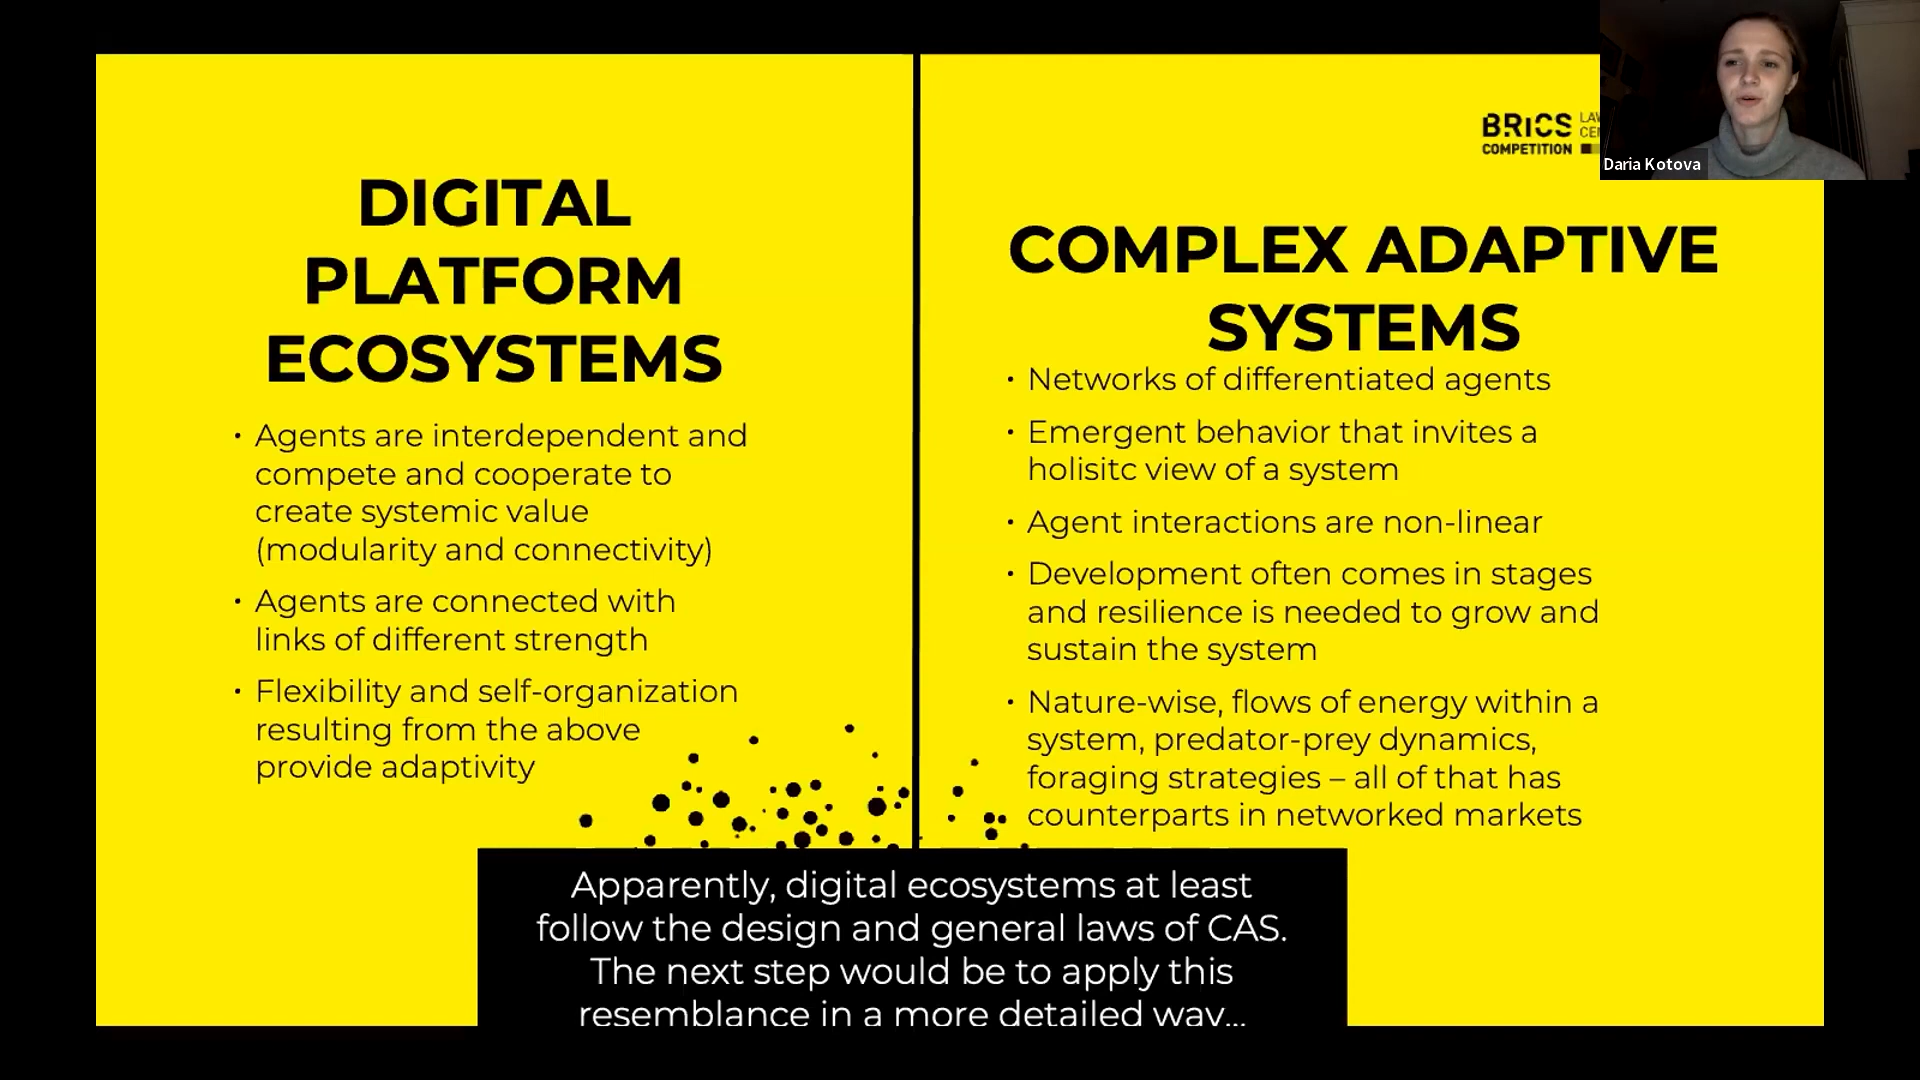 DIGITAL
PLATFORM
ECOSYSTEMS
• Agents are interdependent and
compete and cooperate to
create systemic value
(modularity and connectivity)
• Agents are connected with
links of different strength
• Flexibility and self-organization
resulting from the above
provide adaptivity
BRICS
COMPETITION
LAW
Daria Kotova
COMPLEX ADAPTIVE
SYSTEMS
• Networks of differentiated agents
• Emergent behavior that invites a
holisitc view of a system
• Agent interactions are non-linear
• Development often comes in stages
and resilience is needed to grow and
sustain the system
• Nature-wise, flows of energy within a
system, predator-prey dynamics,
foraging strategies – all of that has
counterparts in networked markets
Apparently, digital ecosystems at least
follow the design and general laws of CAS.
The next step would be to apply this
resemblance in a more detailed way...